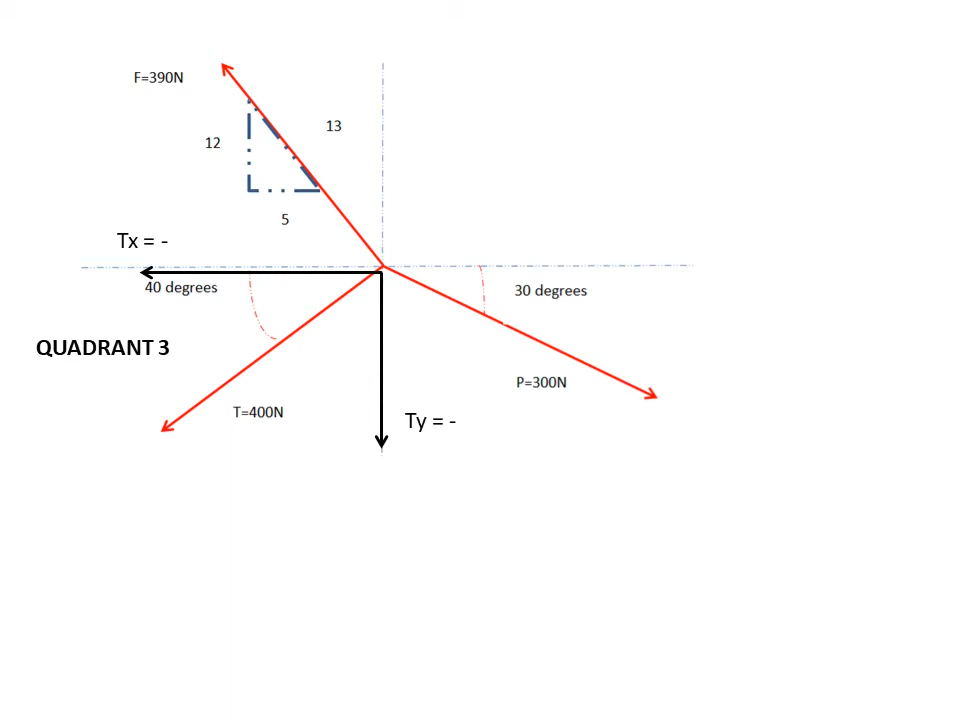 F=390N
13
12
5
Tx = -
40 degrees
30 degrees
QUADRANT 3
P=300N
T=400N
Ty = -